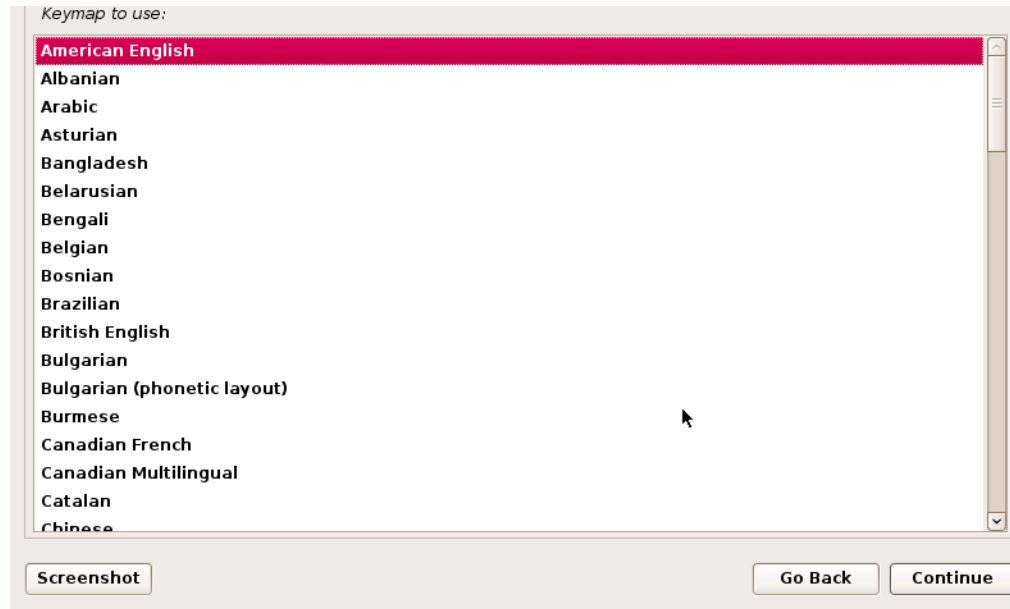 Keymap to use:
American English
Albanian
Arabic
Asturian
Bangladesh
Belarusian
Bengali
Belgian
Bosnian
Brazilian
British English
Bulgarian
Bulgarian (phonetic layout)
Burmese
Canadian French
Canadian Multilingual
Catalan
Chinese
Screenshot
Go Back
Continue